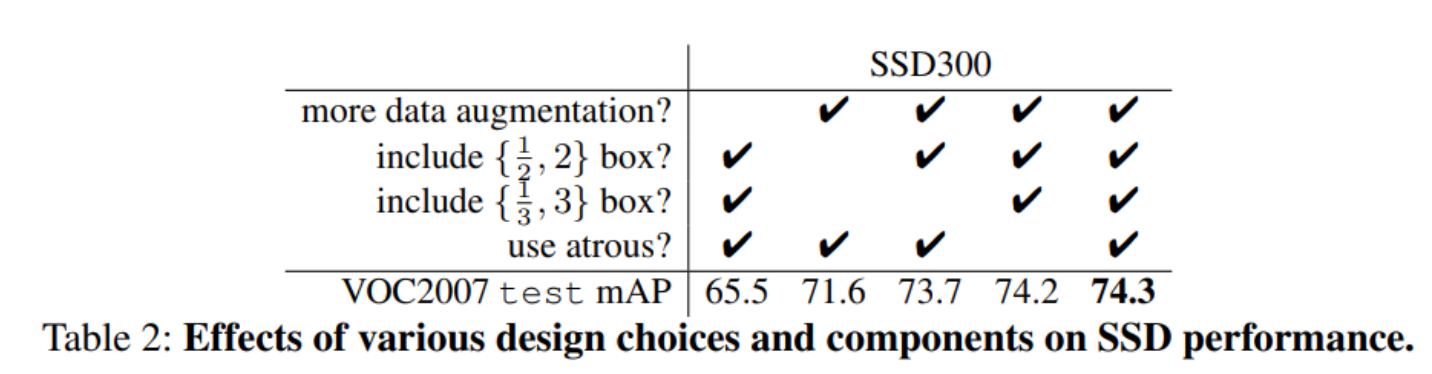 SSD300
more data augmentation? ✔ ✔ ✔ ✔
include {1/2, 2} box? ✔ ✔ ✔ ✔
include {1/3, 3} box? ✔ ✔ ✔
use atrous? ✔ ✔ ✔ ✔
VOC2007 test mAP 65.5 71.6 73.7 74.2 74.3
Table 2: Effects of various design choices and components on SSD performance.